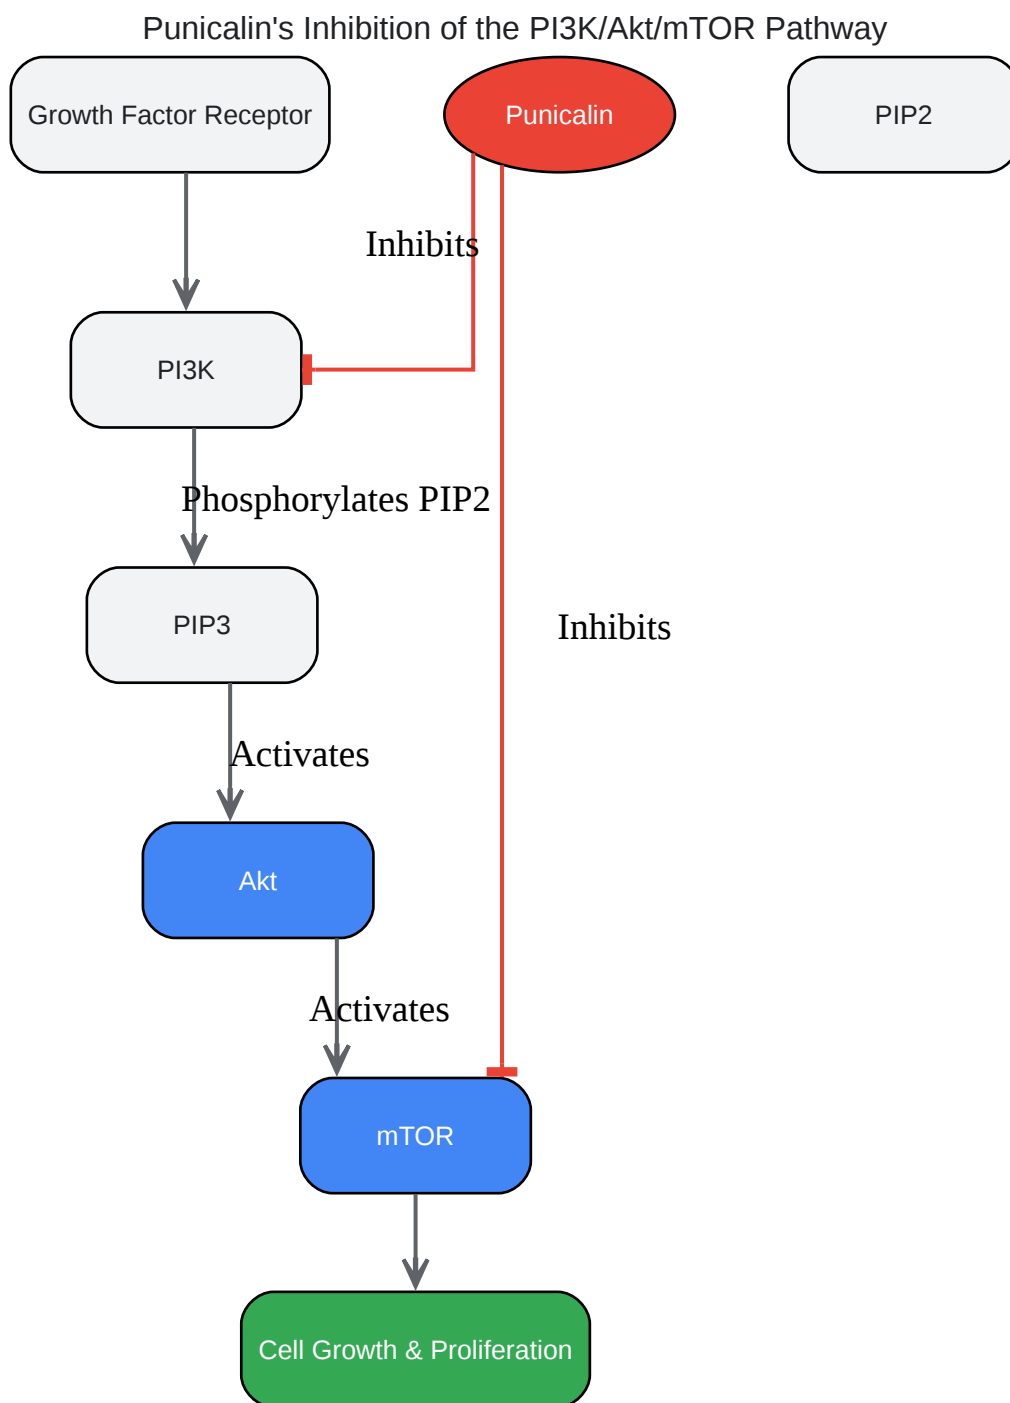 Punicalin's Inhibition of the PI3K/Akt/mTOR Pathway
Growth Factor Receptor
Punicalin
PIP2
Inhibits
PI3K
Phosphorylates PIP2
PIP3
Inhibits
Activates
Akt
Activates
mTOR
Cell Growth & Proliferation